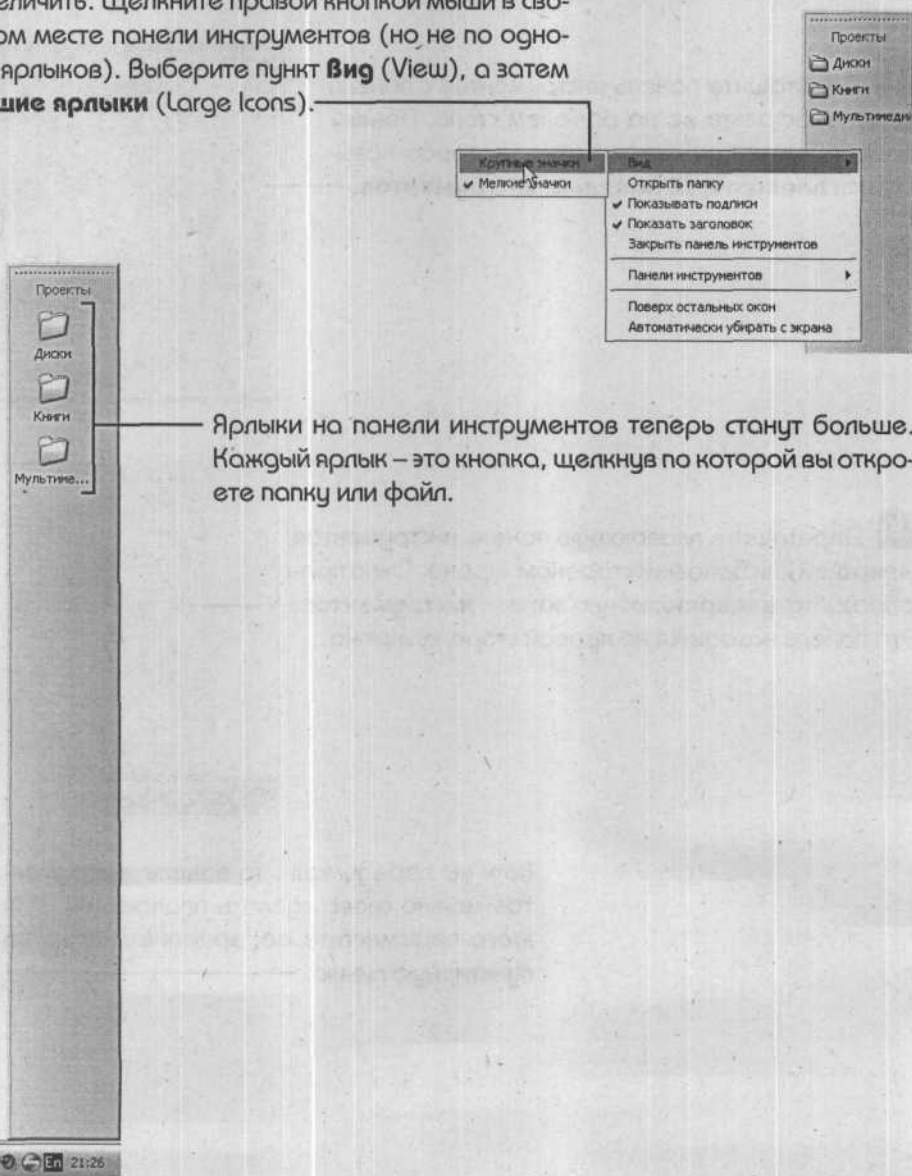 еличить. Щелкните правой кнопкой мыши в сво-
ом месте панели инструментов (но не по одно-
ярлыков). Выберите пункт Вид (View), а затем
шие ярлыки (Large Icons).
Проекты
Диски
Книги
Мультимеди
Крупные значки
Мелкие значки
Вид
Открыть папку
Показывать подписи
Показать заголовок
Закрыть панель инструментов
Панели инструментов
Поверх остальных окон
Автоматически убирать с экрана
Проекты
Диски
Книги
Мультиме...
Ярлыки на панели инструментов теперь станут больше.
Каждый ярлык – это кнопка, щелкнув по которой вы откро-
ете папку или файл.
En 21:26